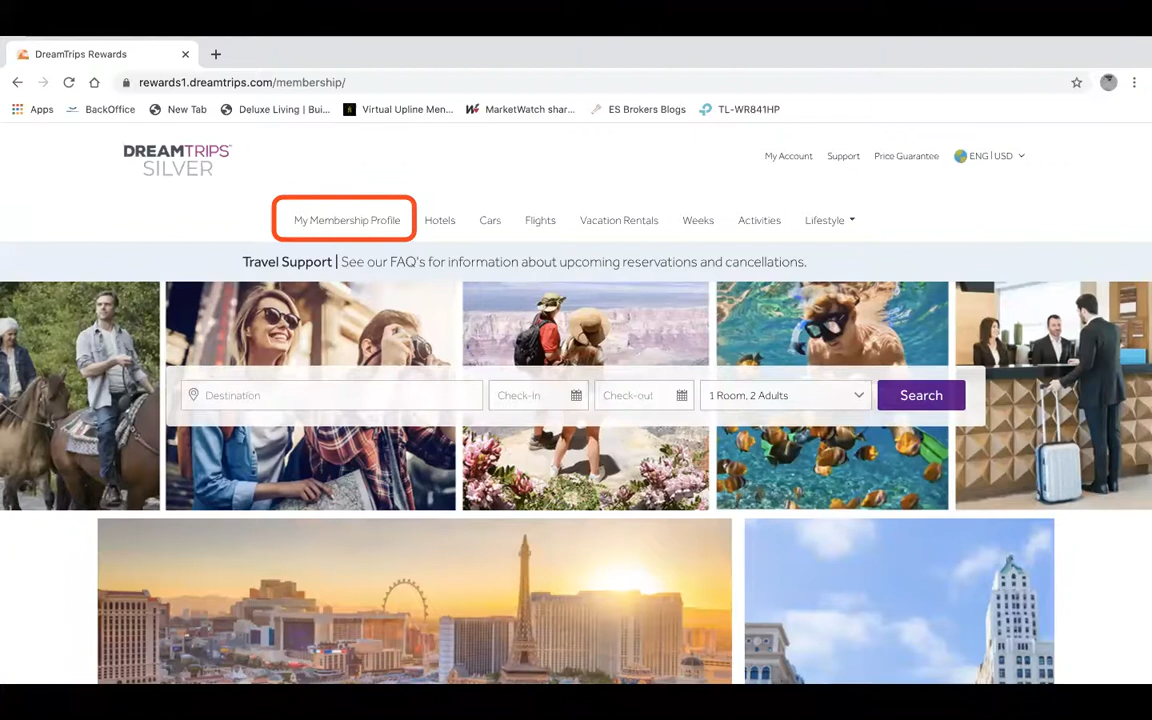 DreamTrips Rewards
rewards1.dreamtrips.com/membership/
Apps BackOffice New Tab Deluxe Living | Bui... Virtual Upline Men... MarketWatch shar... ES Brokers Blogs TL-WR841HP
DREAMTRIPS™
SILVER
My Account Support Price Guarantee ENG | USD
My Membership Profile Hotels Cars Flights Vacation Rentals Weeks Activities Lifestyle
Travel Support | See our FAQ's for information about upcoming reservations and cancellations.
Destination Check-in Check-out 1 Room, 2 Adults Search